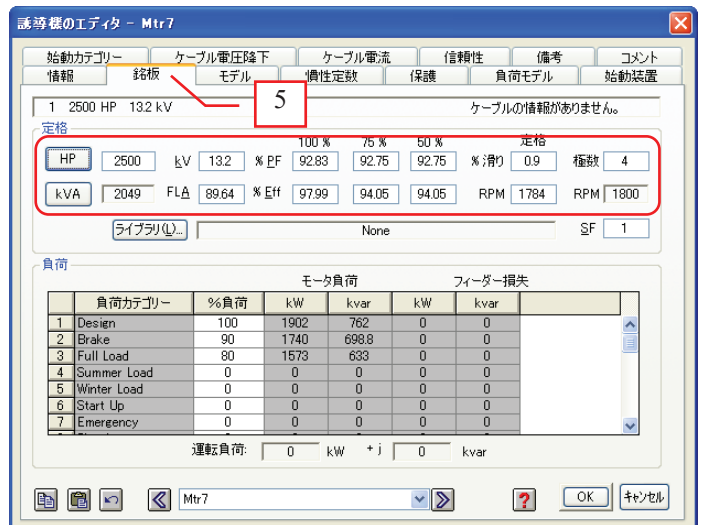 誘導機のエディタ - Mtr7
始動カテゴリー ケーブル電圧降下 ケーブル電流 信頼性 備考 コメント
情報 銘板 モデル 慣性定数 保護 負荷モデル 始動装置
5
1 2500 HP 13.2 kV ケーブルの情報がありません。
定格
100 % 75 % 50 % 定格
HP 2500 kV 13.2 % PF 92.83 92.75 92.75 % 滑り 0.9 極数 4
kVA 2049 FLA 89.64 % Eff 97.99 94.05 94.05 RPM 1784 RPM 1800
ライブラリ(L)... None SF 1
負荷
モータ負荷 フィーダー損失
負荷カテゴリー %負荷 kW kvar kW kvar
1 Design 100 1902 762 0 0
2 Brake 90 1740 698.8 0 0
3 Full Load 80 1573 633 0 0
4 Summer Load 0 0 0 0 0
5 Winter Load 0 0 0 0 0
6 Start Up 0 0 0 0 0
7 Emergency 0 0 0 0 0
運転負荷: 0 kW + j 0 kvar
Mtr7 ? OK キャンセル